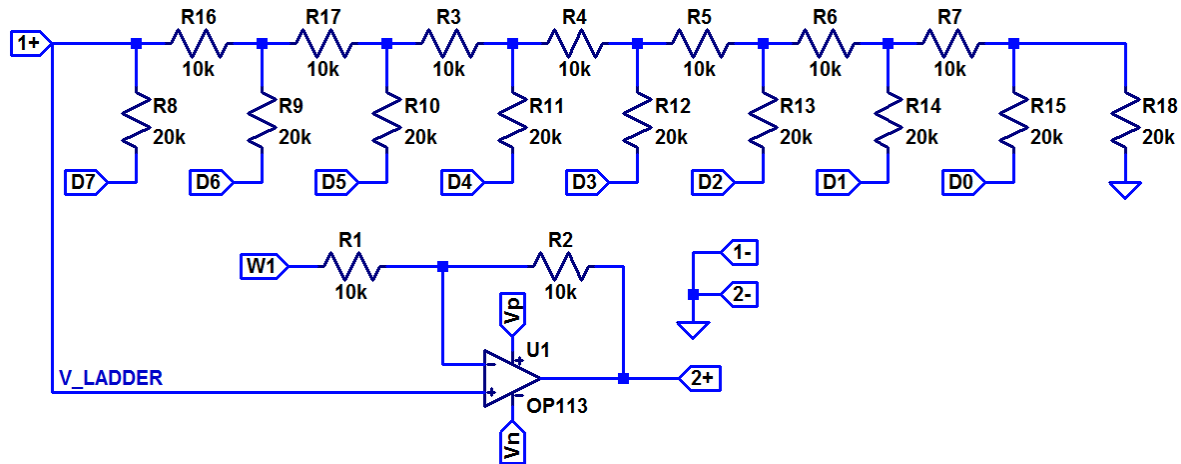 R16 R17 R3 R4 R5 R6 R7
1+
10k 10k 10k 10k 10k 10k 10k
R8 R9 R10 R11 R12 R13 R14 R15 R18
20k 20k 20k 20k 20k 20k 20k 20k 20k
D7 D6 D5 D4 D3 D2 D1 D0
R1 R2
W1 1-
10k 10k 2-
Vp
U1
V_LADDER 2+
OP113
Vn